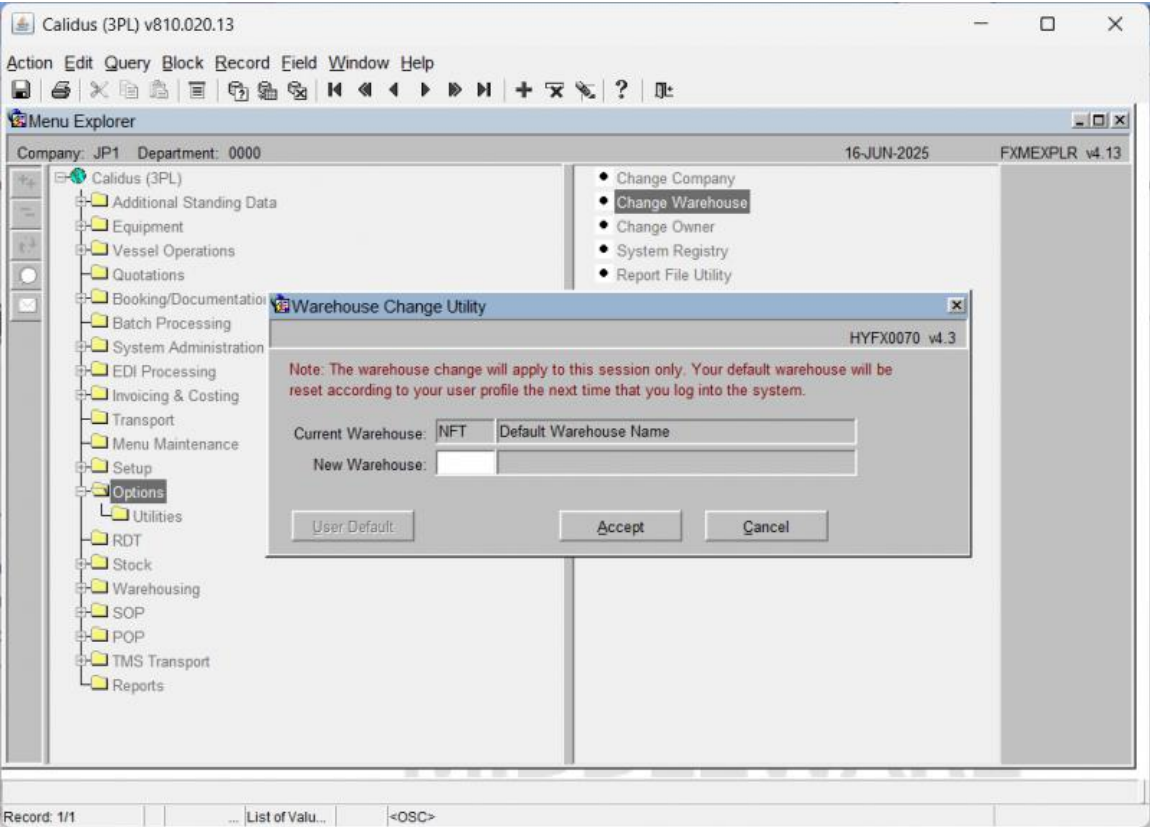 Calidus (3PL) v810.020.13
Action Edit Query Block Record Field Window Help
Menu Explorer
Company: JP1 Department: 0000 16-JUN-2025 FXMEXPLR v4.13
Calidus (3PL)
Additional Standing Data
Equipment
Vessel Operations
Quotations
Booking/Documentation
Batch Processing
System Administration
EDI Processing
Invoicing & Costing
Transport
Menu Maintenance
Setup
Options
Utilities
RDT
Stock
Warehousing
SOP
POP
TMS Transport
Reports
Change Company
Change Warehouse
Change Owner
System Registry
Report File Utility
Warehouse Change Utility
HYFX0070 v4.3
Note: The warehouse change will apply to this session only. Your default warehouse will be
reset according to your user profile the next time that you log into the system.
Current Warehouse: NFT Default Warehouse Name
New Warehouse:
User Default Accept Cancel
Record: 1/1 ... List of Valu... <OSC>